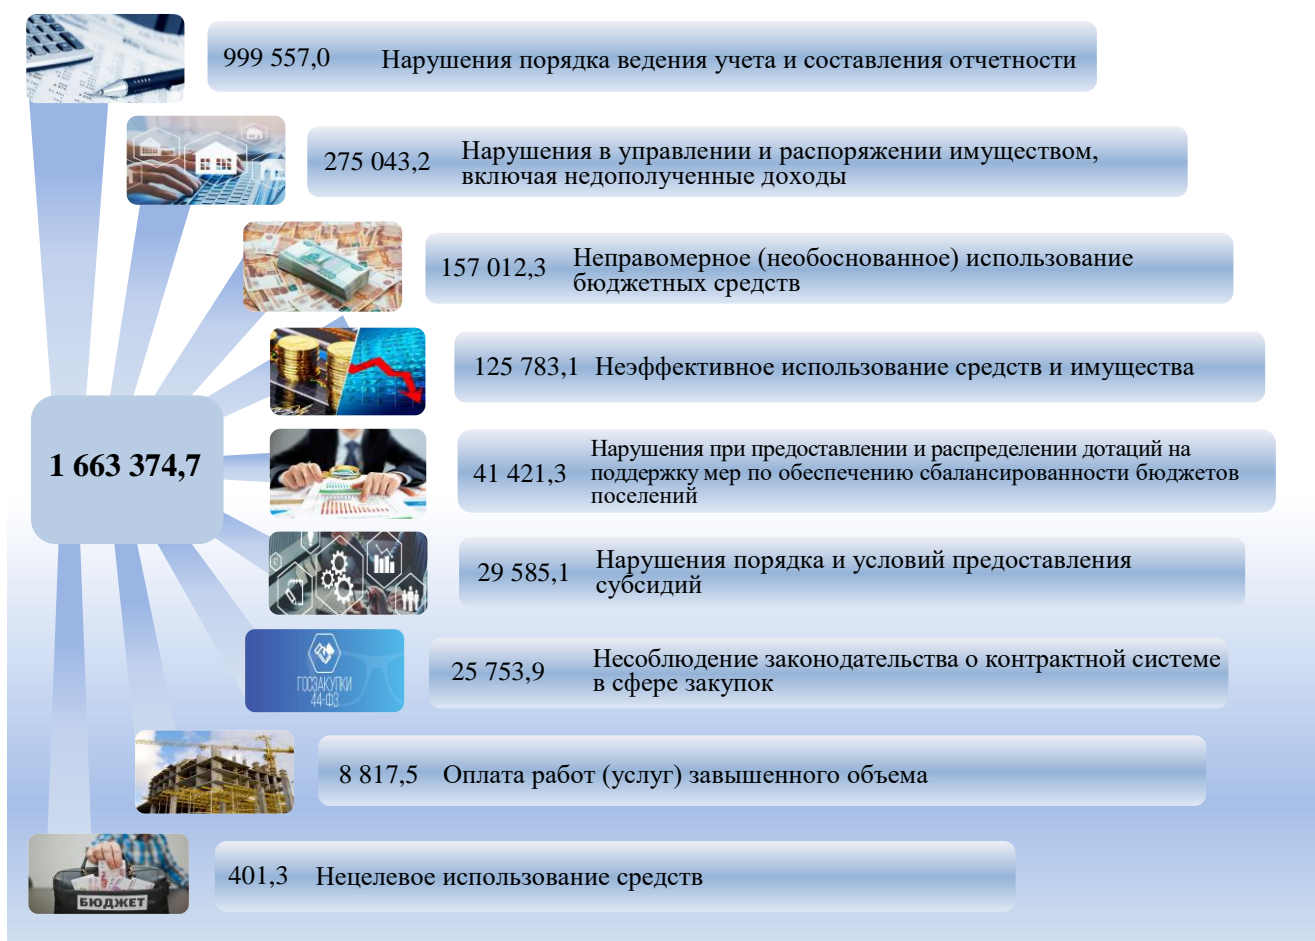 999 557,0 Нарушения порядка ведения учета и составления отчетности
275 043,2 Нарушения в управлении и распоряжении имуществом,
включая недополученные доходы
157 012,3 Неправомерное (необоснованное) использование
бюджетных средств
125 783,1 Неэффективное использование средств и имущества
1 663 374,7
41 421,3 Нарушения при предоставлении и распределении дотаций на
поддержку мер по обеспечению сбалансированности бюджетов
поселений
29 585,1 Нарушения порядка и условий предоставления
субсидий
ГОСЗАКУПКИ
44-ФЗ
25 753,9 Несоблюдение законодательства о контрактной системе
в сфере закупок
8 817,5 Оплата работ (услуг) завышенного объема
БЮДЖЕТ
401,3 Нецелевое использование средств